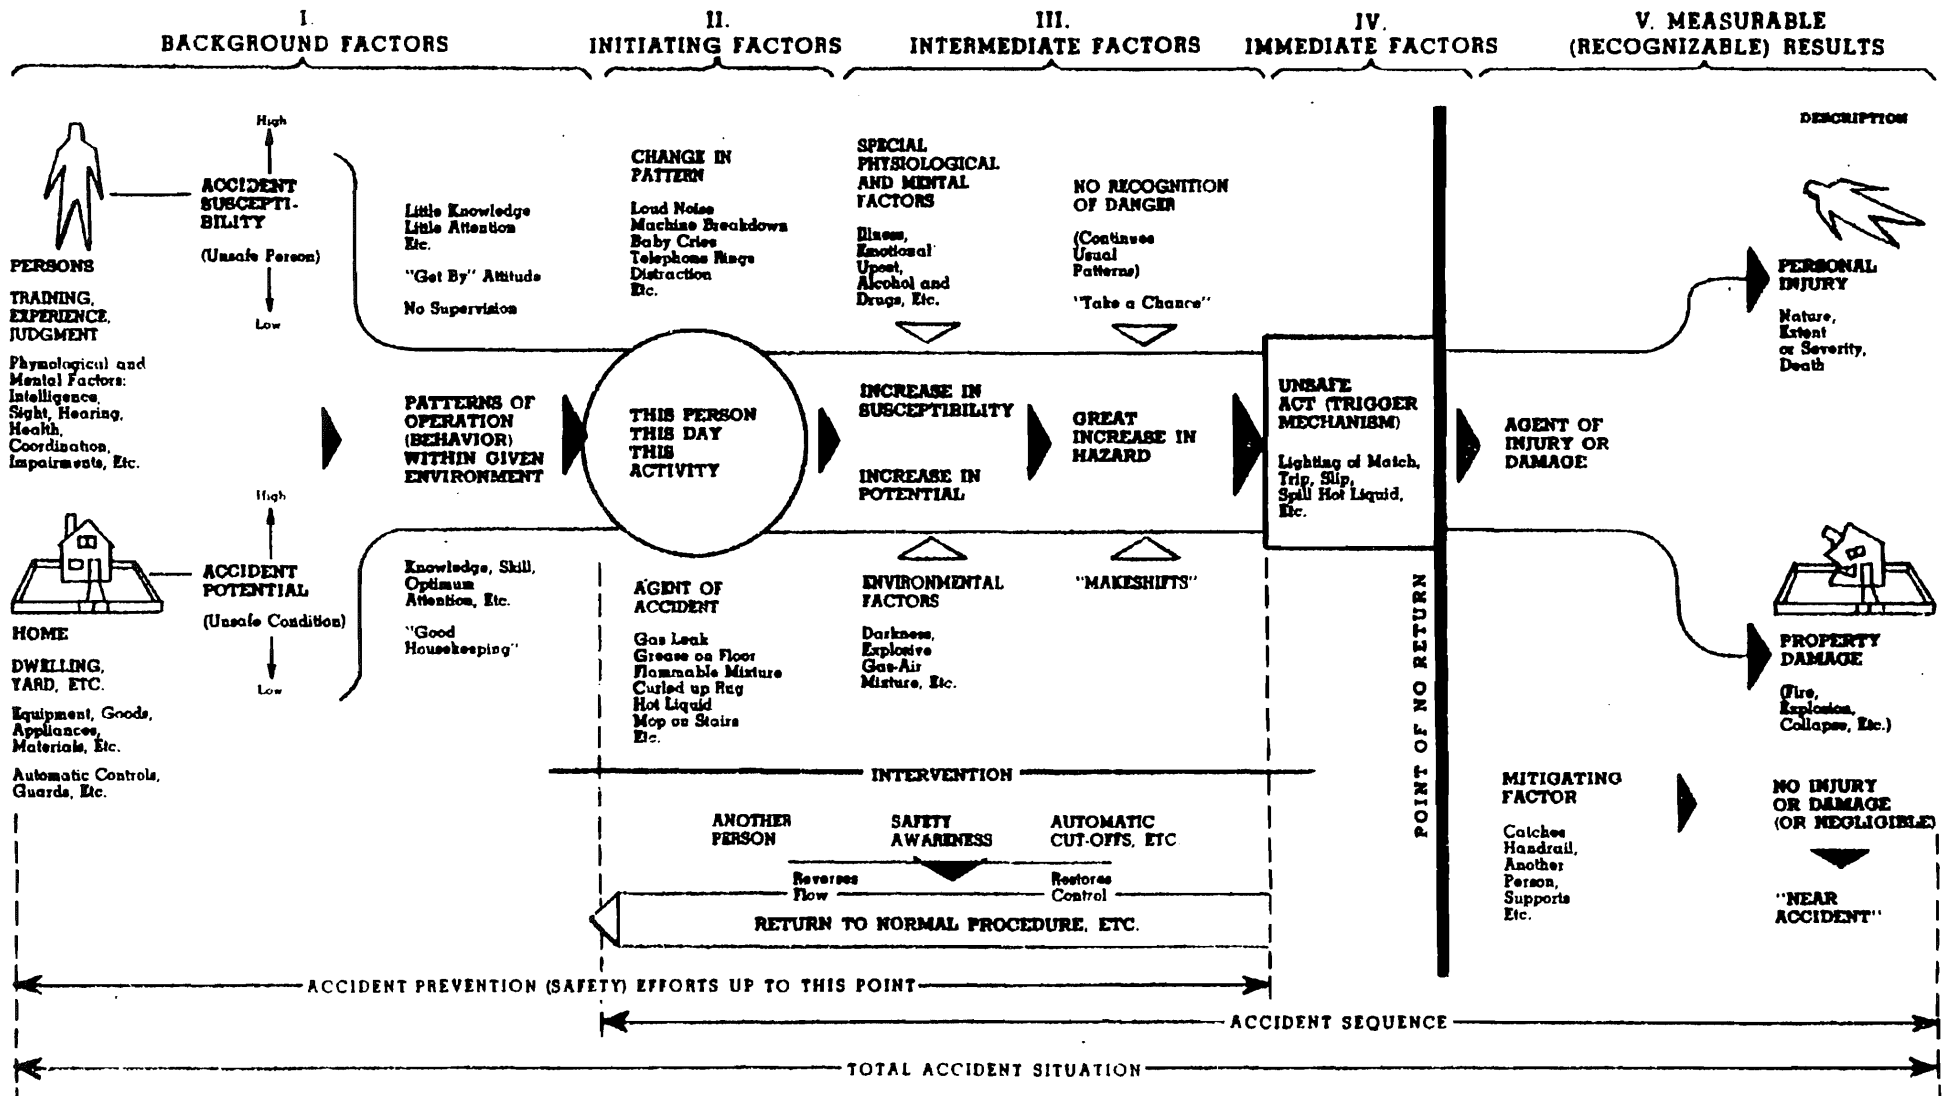 I.
BACKGROUND FACTORS
II.
INITIATING FACTORS
III.
INTERMEDIATE FACTORS
IV.
IMMEDIATE FACTORS
V. MEASURABLE
(RECOGNIZABLE) RESULTS
PERSONS
TRAINING,
EXPERIENCE,
JUDGMENT
Physiological and
Mental Factors:
Intelligence,
Sight, Hearing,
Health,
Coordination,
Impairments, Etc.
High
ACCIDENT
SUSCEPTI-
BILITY
(Unsafe Person)
Low
HOME
DWELLING,
YARD, ETC.
Equipment, Goods,
Appliances,
Materials, Etc.
Automatic Controls,
Guards, Etc.
High
ACCIDENT
POTENTIAL
(Unsafe Condition)
Low
Little Knowledge
Little Attention
Etc.
"Get By" Attitude
No Supervision
PATTERNS OF
OPERATION
(BEHAVIOR)
WITHIN GIVEN
ENVIRONMENT
Knowledge, Skill,
Optimum
Attention, Etc.
"Good
Housekeeping"
CHANGE IN
PATTERN
Loud Noise
Machine Breakdown
Baby Cries
Telephone Rings
Distraction
Etc.
THIS PERSON
THIS DAY
THIS
ACTIVITY
AGENT OF
ACCIDENT
Gas Leak
Grease on Floor
Flammable Mixture
Curled up Rug
Hot Liquid
Mop on Stairs
Etc.
SPECIAL
PHYSIOLOGICAL
AND MENTAL
FACTORS
Illness,
Emotional
Upset,
Alcohol and
Drugs, Etc.
NO RECOGNITION
OF DANGER
(Continues
Usual
Patterns)
"Take a Chance"
INCREASE IN
SUSCEPTIBILITY
INCREASE IN
POTENTIAL
GREAT
INCREASE IN
HAZARD
ENVIRONMENTAL
FACTORS
Darkness,
Explosive
Gas-Air
Mixture, Etc.
"MAKESHIFTS"
UNSAFE
ACT (TRIGGER
MECHANISM)
Lighting of Match,
Trip, Slip,
Spill Hot Liquid,
Etc.
POINT OF NO RETURN
AGENT OF
INJURY OR
DAMAGE
DESCRIPTION
PERSONAL
INJURY
Nature,
Extent
or Severity,
Death
PROPERTY
DAMAGE
(Fire,
Explosion,
Collapse, Etc.)
MITIGATING
FACTOR
Catches
Handrail,
Another
Person,
Supports
Etc.
NO INJURY
OR DAMAGE
(OR NEGLIGIBLE)
"NEAR
ACCIDENT"
INTERVENTION
ANOTHER
PERSON
SAFETY
AWARENESS
AUTOMATIC
CUT-OFFS, ETC
Reverses
Flow
Restores
Control
RETURN TO NORMAL PROCEDURE, ETC.
ACCIDENT PREVENTION (SAFETY) EFFORTS UP TO THIS POINT
ACCIDENT SEQUENCE
TOTAL ACCIDENT SITUATION